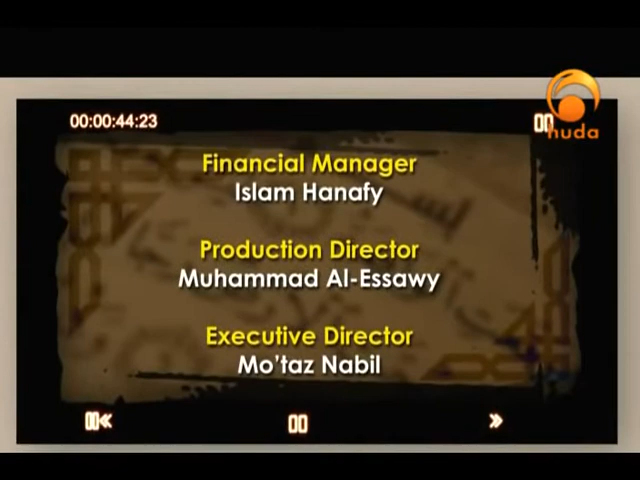 00:00:44:23
huda
Financial Manager
Islam Hanafy
Production Director
Muhammad Al-Essawy
Executive Director
Mo'taz Nabil